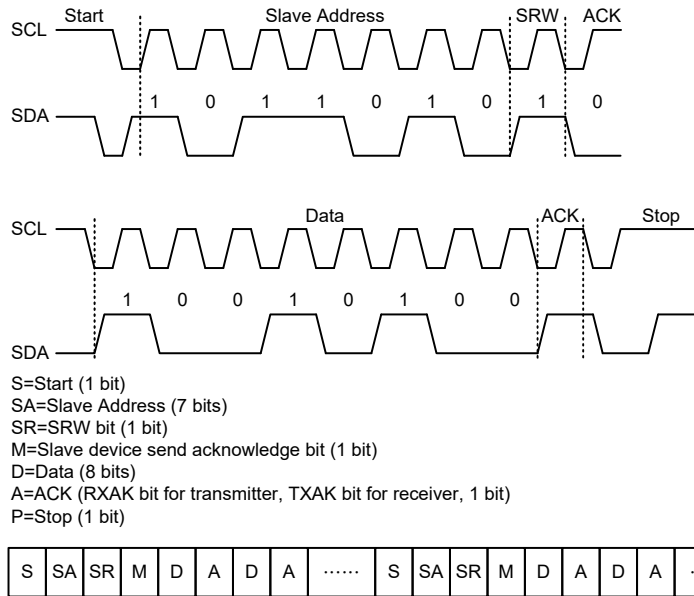 Start Slave Address SRW ACK
SCL
1 0 1 1 0 1 0 1 0
SDA
Data ACK Stop
SCL
1 0 0 1 0 1 0 0
SDA
S=Start (1 bit)
SA=Slave Address (7 bits)
SR=SRW bit (1 bit)
M=Slave device send acknowledge bit (1 bit)
D=Data (8 bits)
A=ACK (RXAK bit for transmitter, TXAK bit for receiver, 1 bit)
P=Stop (1 bit)
S SA SR M D A D A …… S SA SR M D A D A